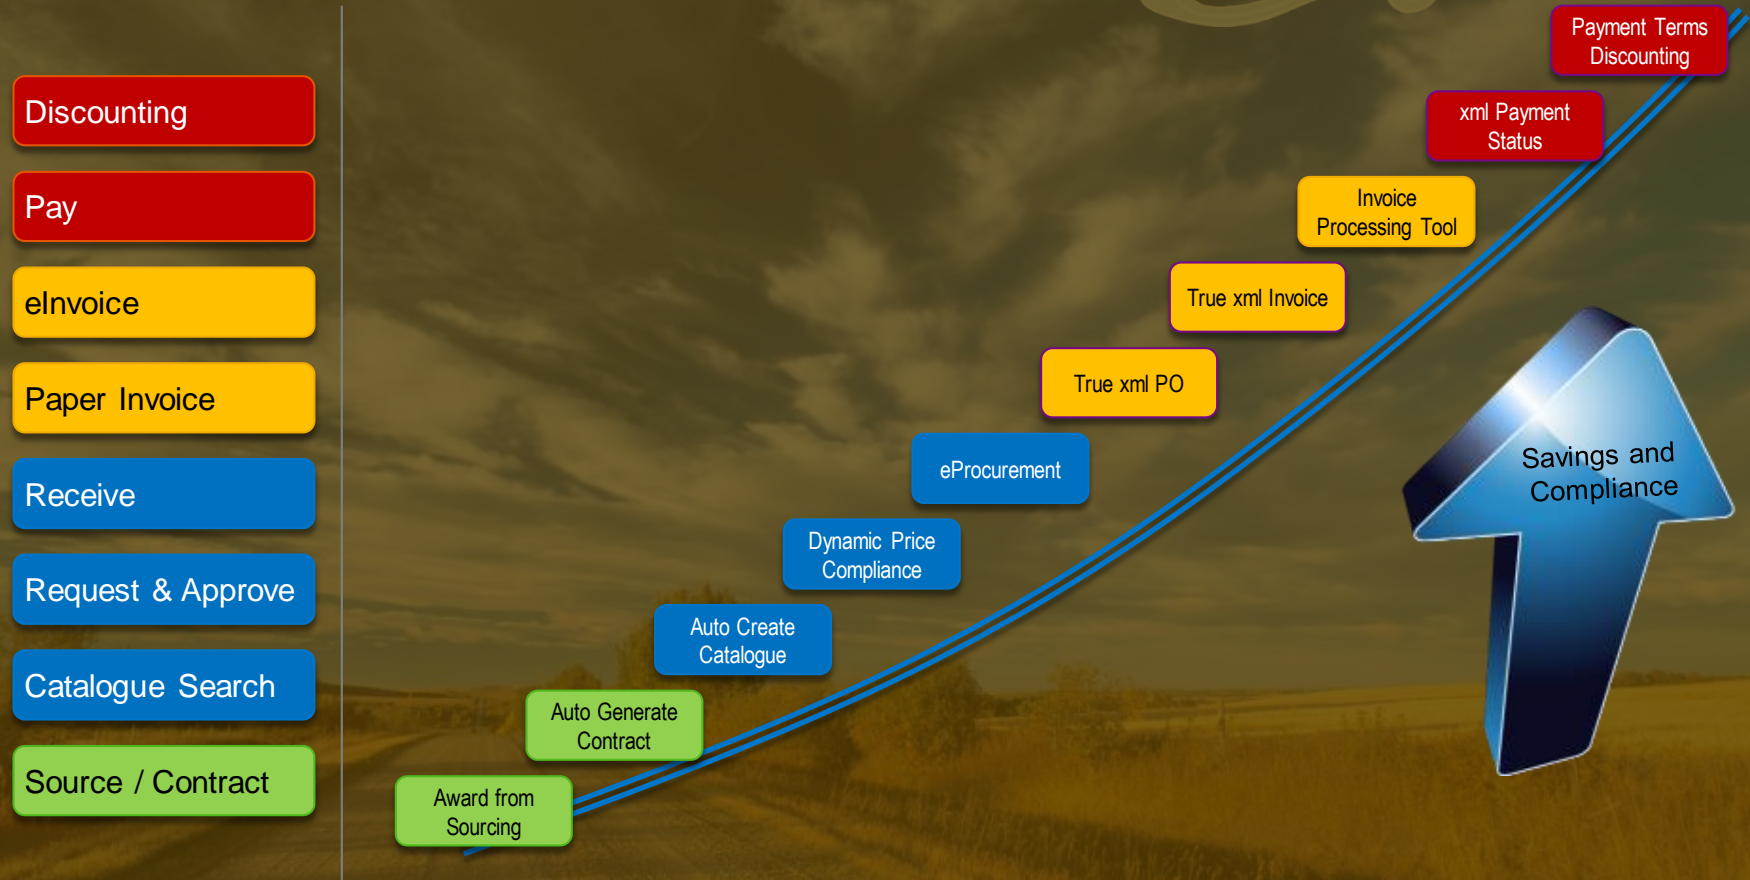 Discounting
Pay
eInvoice
Paper Invoice
Receive
Request & Approve
Catalogue Search
Source / Contract
Payment Terms
Discounting
xml Payment
Status
Invoice
Processing Tool
True xml Invoice
True xml PO
eProcurement
Dynamic Price
Compliance
Auto Create
Catalogue
Auto Generate
Contract
Award from
Sourcing
Savings and
Compliance